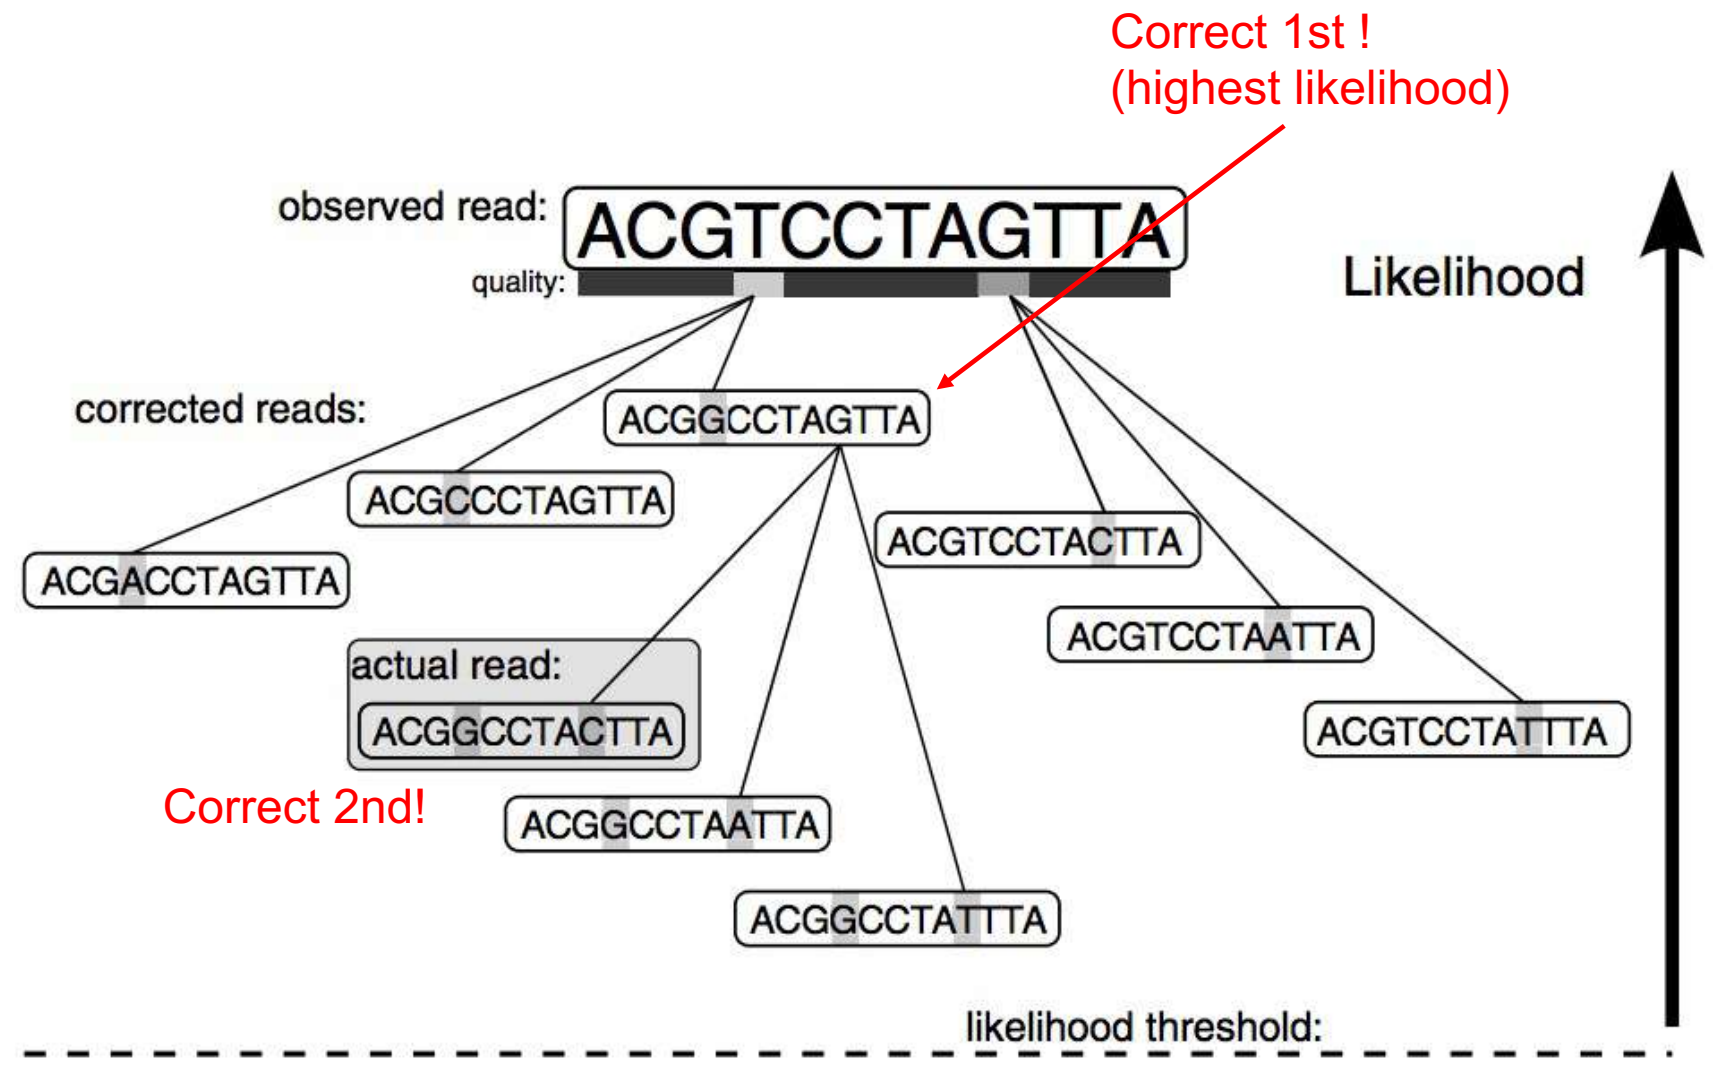 Correct 1st !
(highest likelihood)
observed read:
ACGTCCTAGTTA
quality:
Likelihood
corrected reads:
ACGGCCTAGTTA
ACGCCCTAGTTA
ACGTCCTACTTA
ACGACCTAGTTA
ACGTCCTAATTA
actual read:
ACGGCCTACTTA
ACGTCCTATTTA
Correct 2nd!
ACGGCCTAATTA
ACGGCCTATTTA
likelihood threshold: